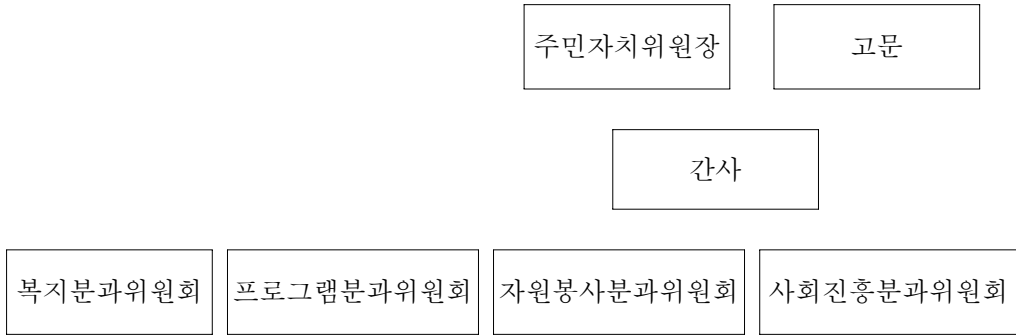 주민자치위원장
고문
간사
복지분과위원회
프로그램분과위원회
자원봉사분과위원회
사회진흥분과위원회